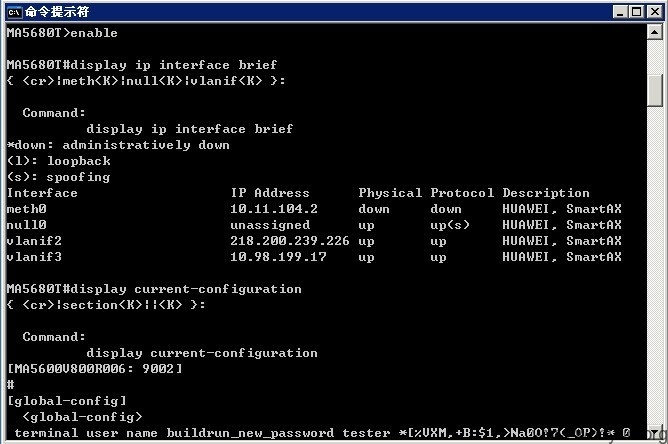 命令提示符
MA5680T>enable
MA5680T#display ip interface brief
{ <cr>|meth<K>|null<K>|vlanif<K> }:
Command:
display ip interface brief
*down: administratively down
(l): loopback
(s): spoofing
Interface IP Address Physical Protocol Description
meth0 10.11.104.2 down down HUAWEI, SmartAX
null0 unassigned up up(s) HUAWEI, SmartAX
vlanif2 218.200.239.226 up up HUAWEI, SmartAX
vlanif3 10.98.199.17 up up HUAWEI, SmartAX
MA5680T#display current-configuration
{ <cr>|section<K>||<K> }:
Command:
display current-configuration
[MA5600V800R006: 9002]
#
[global-config]
<global-config>
terminal user name buildrun_new_password tester *[%VXM,+B:$1,>Na0O!7(_OP)!* 0